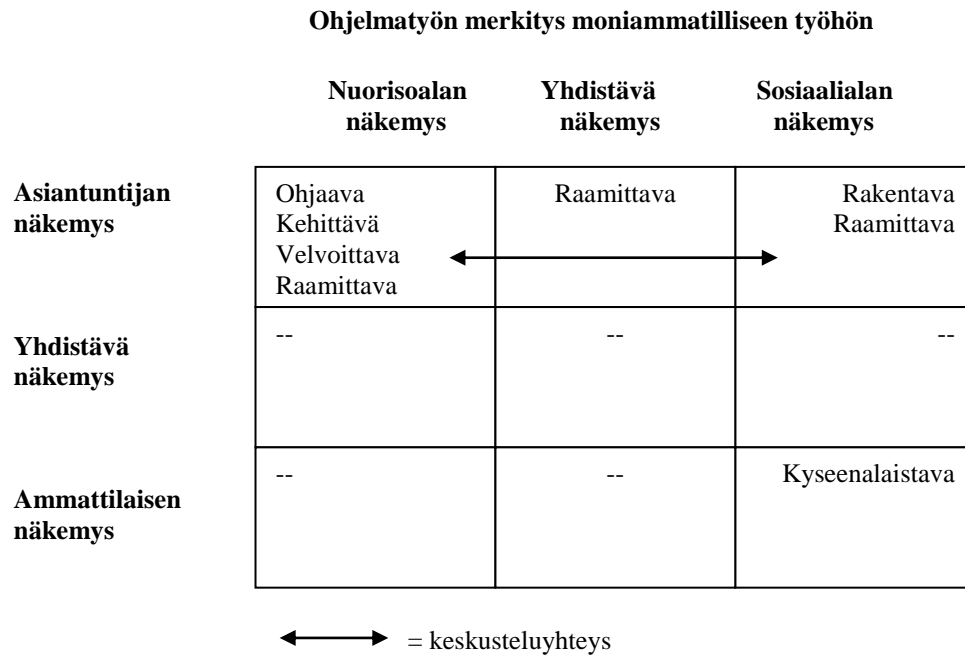 Ohjelmatyön merkitys moniammatilliseen työhön
Nuorisoalan näkemys
Yhdistävä näkemys
Sosiaalialan näkemys
Asiantuntijan näkemys
Ohjaava
Kehittävä
Velvoittava
Raamittava
Raamittava
Rakentava
Raamittava
Yhdistävä näkemys
--
--
--
Ammattilaisen näkemys
--
--
Kyseenalaistava
= keskusteluyhteys